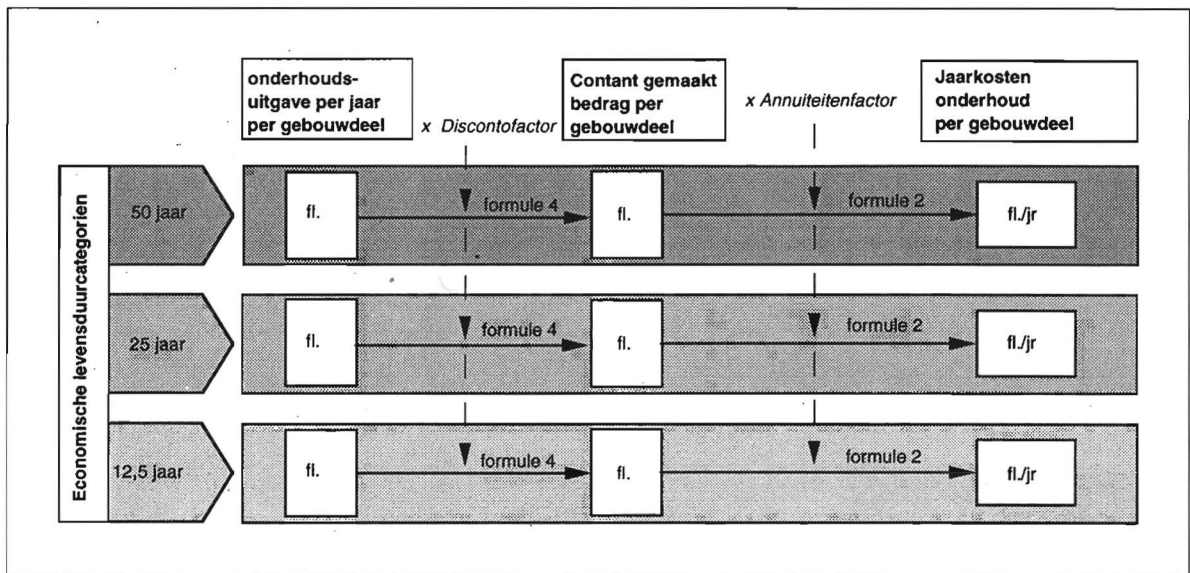 onderhouds-
uitgave per jaar
per gebouwdeel
x Discontofactor
Contant gemaakt
bedrag per
gebouwdeel
x Annuiteitenfactor
Jaarkosten
onderhoud
per gebouwdeel
Economische levensduurcategorien
50 jaar
fl.
formule 4
fl.
formule 2
fl./jr
25 jaar
fl.
formule 4
fl.
formule 2
fl./jr
12,5 jaar
fl.
formule 4
fl.
formule 2
fl./jr